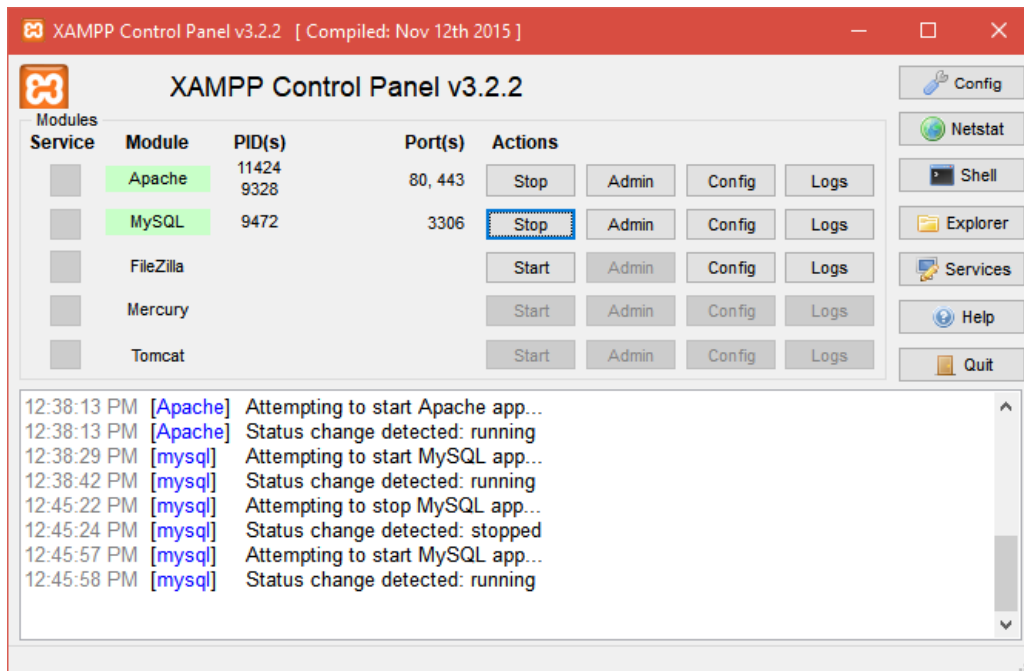 XAMPP Control Panel v3.2.2 [ Compiled: Nov 12th 2015 ]
XAMPP Control Panel v3.2.2
Config
Modules
Netstat
Service Module PID(s) Port(s) Actions
Apache 11424 9328 80, 443 Stop Admin Config Logs
Shell
MySQL 9472 3306 Stop Admin Config Logs
Explorer
FileZilla Start Admin Config Logs
Services
Mercury Start Admin Config Logs
Help
Tomcat Start Admin Config Logs
Quit
12:38:13 PM [Apache] Attempting to start Apache app...
12:38:13 PM [Apache] Status change detected: running
12:38:29 PM [mysql] Attempting to start MySQL app...
12:38:42 PM [mysql] Status change detected: running
12:45:22 PM [mysql] Attempting to stop MySQL app...
12:45:24 PM [mysql] Status change detected: stopped
12:45:57 PM [mysql] Attempting to start MySQL app...
12:45:58 PM [mysql] Status change detected: running